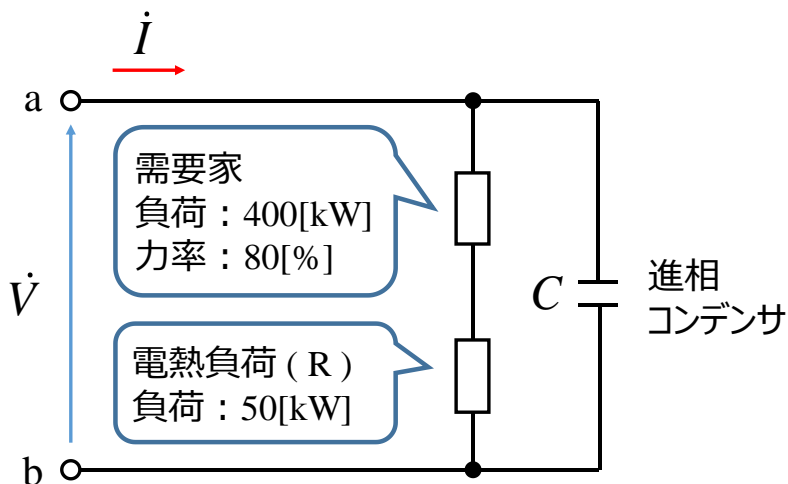 İ
a
需要家
負荷：400[kW]
力率：80[%]
V̇
C
進相
コンデンサ
電熱負荷 ( R )
負荷：50[kW]
b